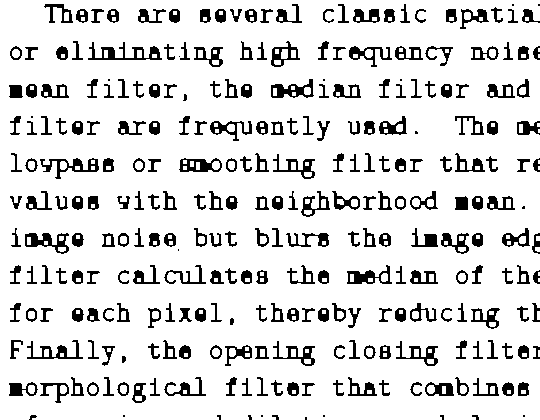 There are several classic spatial
or eliminating high frequency noise
mean filter, the median filter and
filter are frequently used. The me
lowpass or smoothing filter that re
values with the neighborhood mean.
image noise but blurs the image edg
filter calculates the median of the
for each pixel, thereby reducing th
Finally, the opening closing filter
morphological filter that combines